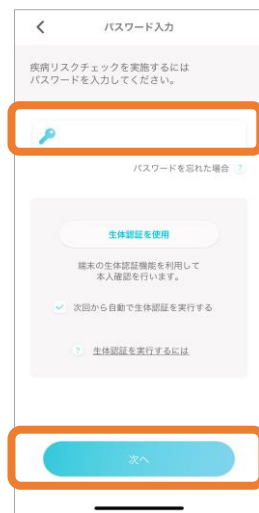 パスワード入力
疾病リスクチェックを実施するには
パスワードを入力してください。
パスワードを忘れた場合 ?
生体認証を使用
端末の生体認証機能を利用して
本人確認を行います。
次回から自動で生体認証を実行する
? 生体認証を実行するには
次へ